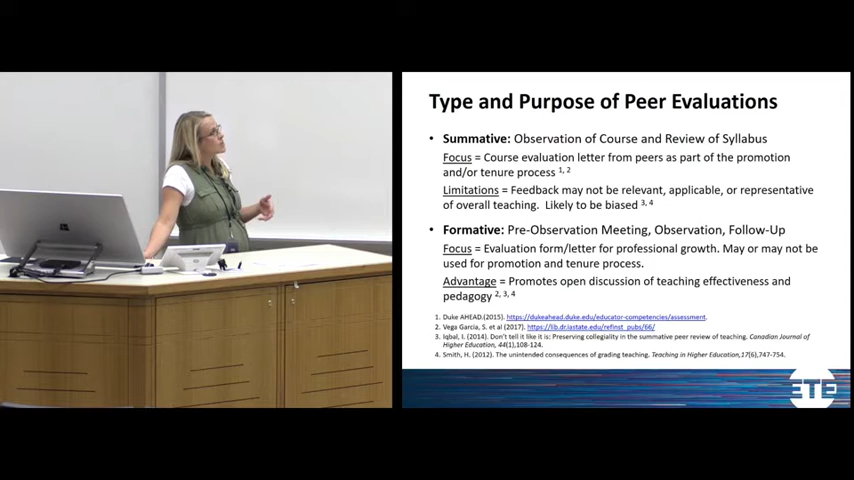 Type and Purpose of Peer Evaluations
• Summative: Observation of Course and Review of Syllabus
Focus = Course evaluation letter from peers as part of the promotion
and/or tenure process 1, 2
Limitations = Feedback may not be relevant, applicable, or representative
of overall teaching. Likely to be biased 3, 4
• Formative: Pre-Observation Meeting, Observation, Follow-Up
Focus = Evaluation form/letter for professional growth. May or may not be
used for promotion and tenure process.
Advantage = Promotes open discussion of teaching effectiveness and
pedagogy 2, 3, 4
1. Duke AHEAD.(2015). https://dukeahead.duke.edu/educator-competencies/assessment.
2. Vega Garcia, S. et al (2017). https://lib.dr.iastate.edu/refinst_pubs/66/
3. Iqbal, I. (2014). Don't tell it like it is: Preserving collegiality in the summative peer review of teaching. Canadian Journal of
Higher Education, 44(1),108-124.
4. Smith, H. (2012). The unintended consequences of grading teaching. Teaching in Higher Education,17(6),747-754.
ETE